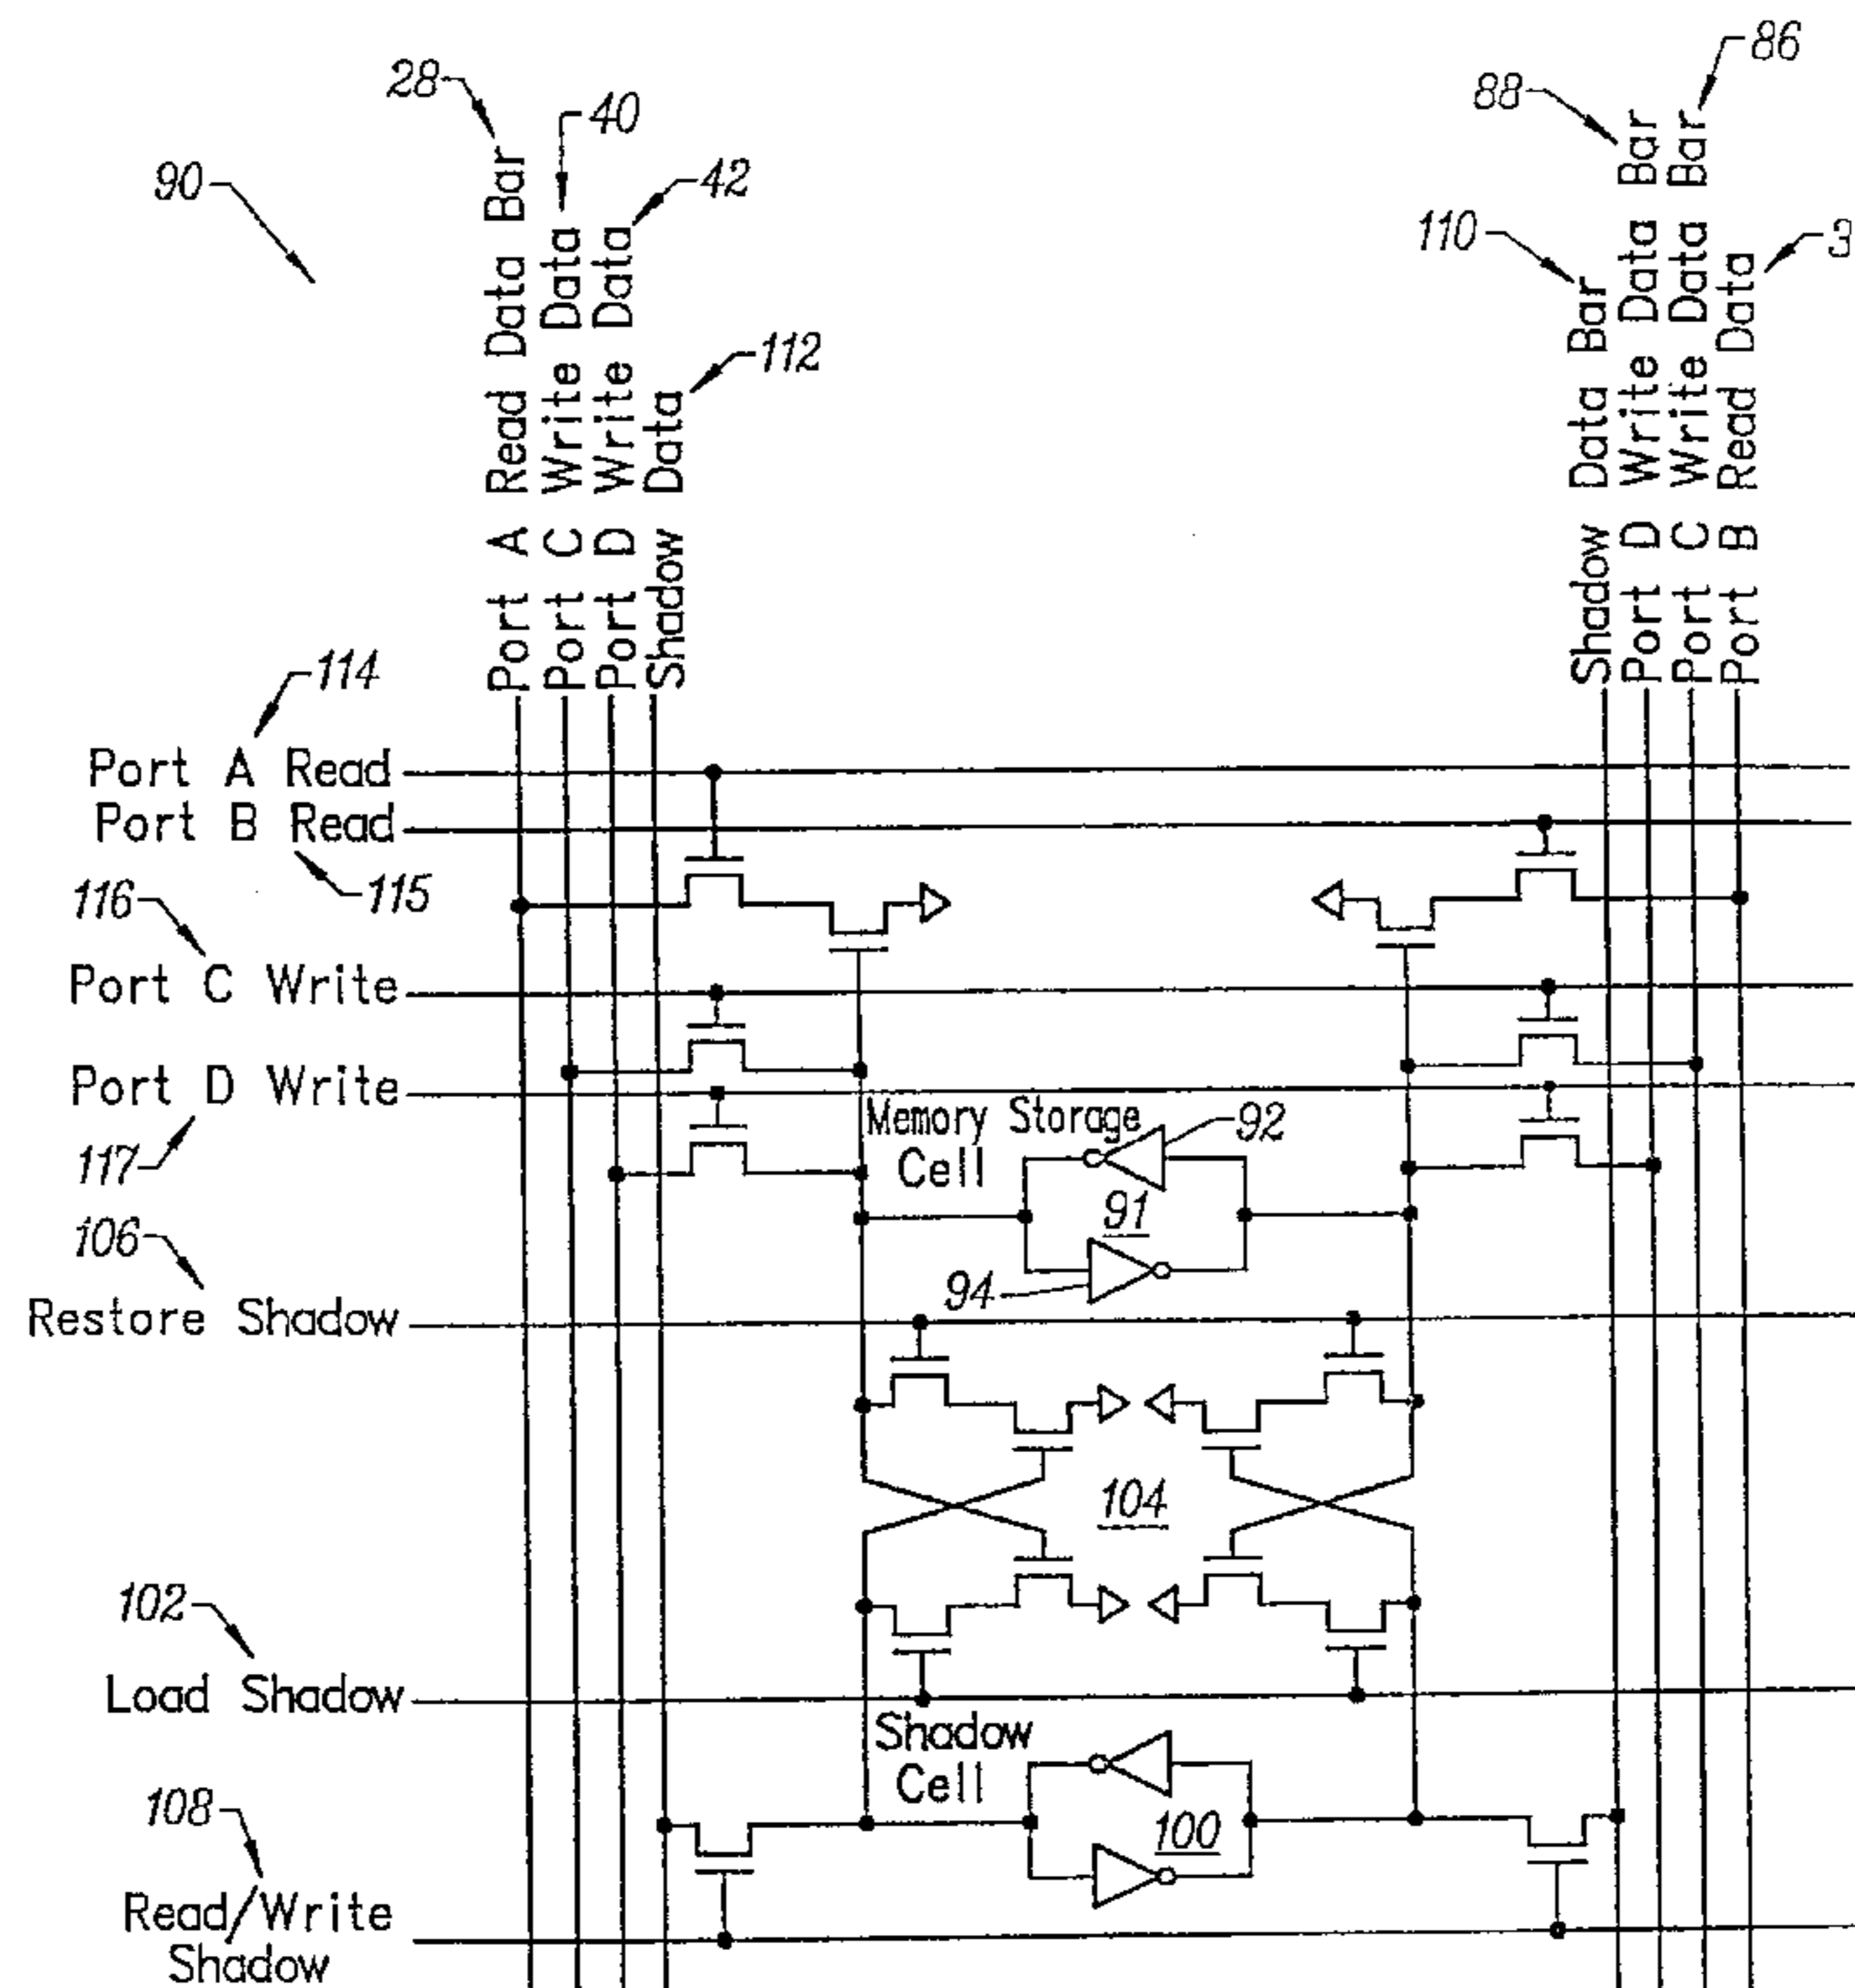 86
28
88
40
90
42
110
3
112
Port A Read Data Bar
Port C Write Data
Port D Write Data
Shadow Data
Shadow Data Bar
Port D Write Data Bar
Port C Write Data Bar
Port B Read Data
114
Port A Read
Port B Read
115
116
Port C Write
Port D Write
117
Memory Storage
Cell
92
91
94
106
Restore Shadow
104
102
Load Shadow
Shadow
Cell
100
108
Read/Write
Shadow